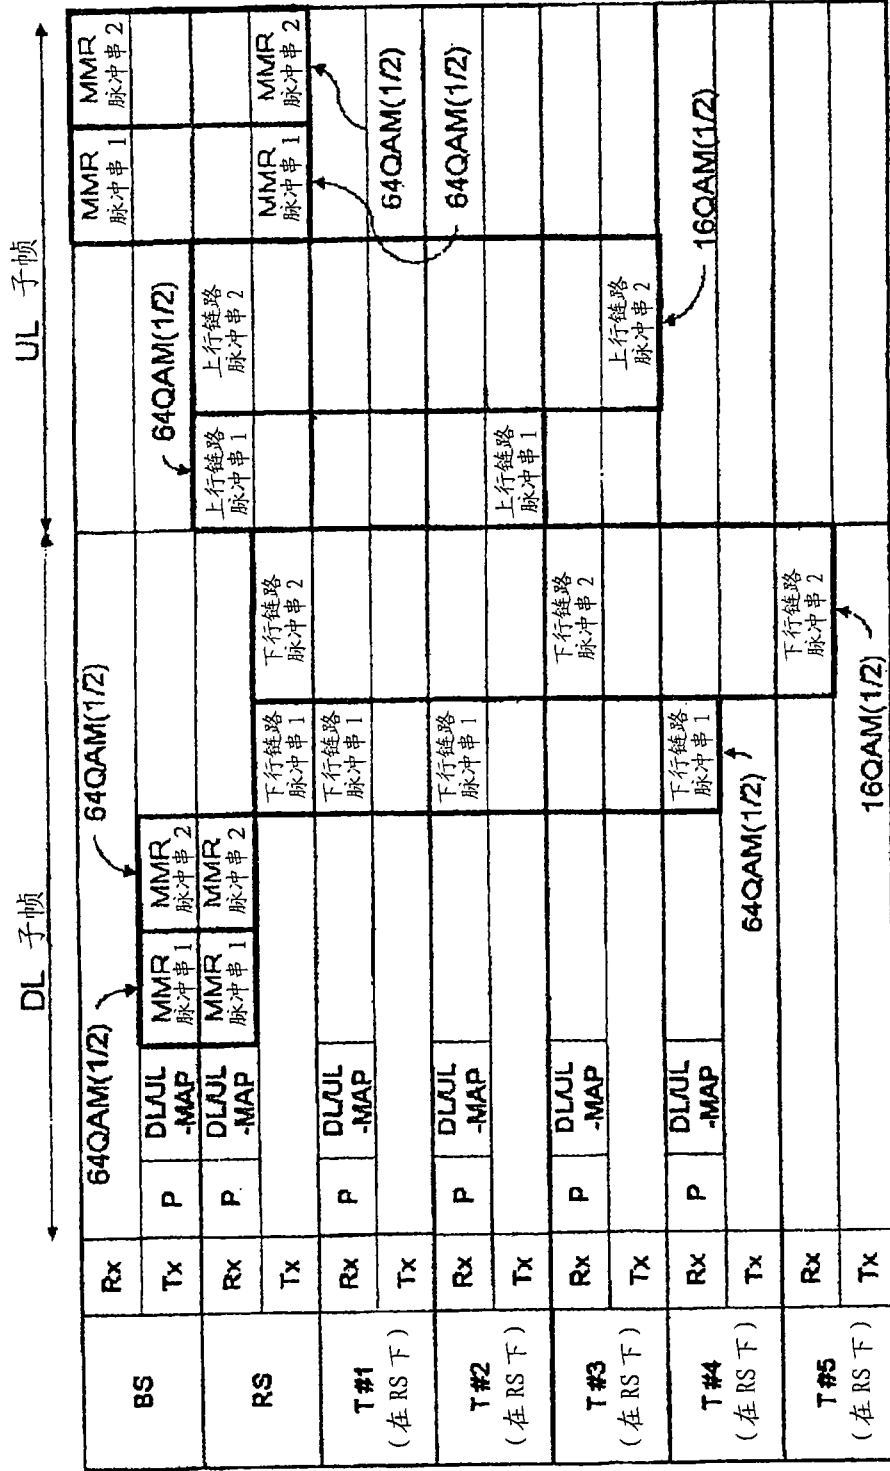 DL 子帧
UL 子帧
64QAM(1/2)
64QAM(1/2)
64QAM(1/2)
BS
Rx
MMR
脉冲串 1
MMR
脉冲串 2
Tx
P
DL/UL
-MAP
MMR
脉冲串 1
MMR
脉冲串 2
RS
Rx
P
DL/UL
-MAP
MMR
脉冲串 1
MMR
脉冲串 2
上行链路
脉冲串 1
上行链路
脉冲串 2
Tx
下行链路
脉冲串 1
下行链路
脉冲串 2
MMR
脉冲串 1
MMR
脉冲串 2
T#1
(在 RS 下)
Rx
P
DL/UL
-MAP
下行链路
脉冲串 1
Tx
64QAM(1/2)
T#2
(在 RS 下)
Rx
P
DL/UL
-MAP
下行链路
脉冲串 1
64QAM(1/2)
Tx
上行链路
脉冲串 1
T#3
(在 RS 下)
Rx
P
DL/UL
-MAP
下行链路
脉冲串 2
Tx
上行链路
脉冲串 2
T#4
(在 RS 下)
Rx
P
DL/UL
-MAP
下行链路
脉冲串 1
16QAM(1/2)
Tx
64QAM(1/2)
T#5
(在 RS 下)
Rx
下行链路
脉冲串 2
Tx
16QAM(1/2)